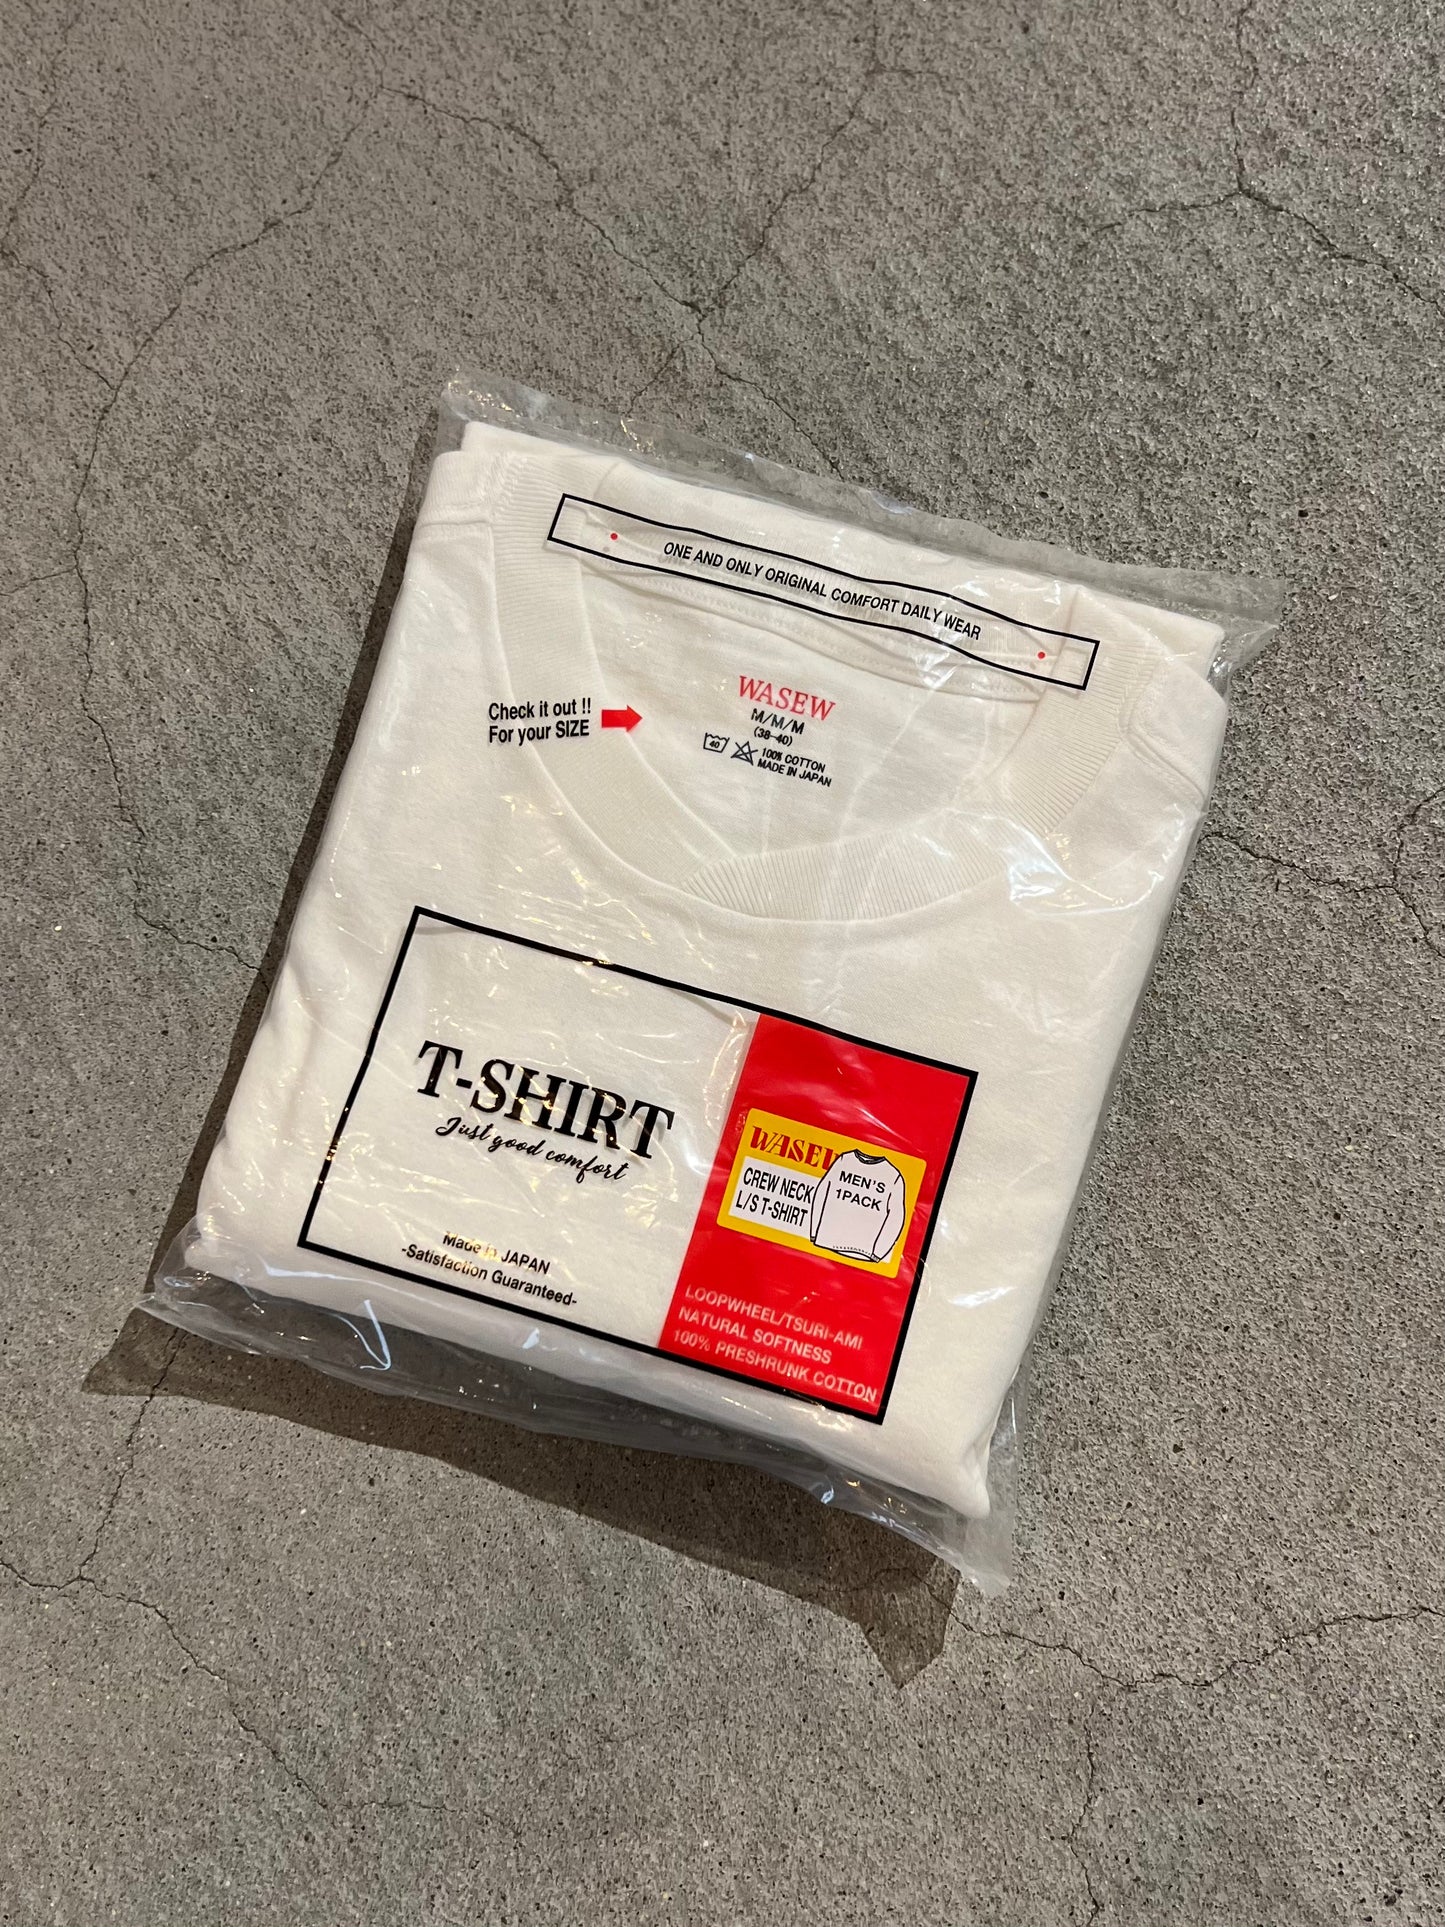 ONE AND ONLY ORIGINAL COMFORT DAILY WEAR
Check it out !!
For your SIZE
WASEW
M/M/M
(38-40)
40
100% COTTON
MADE IN JAPAN
T-SHIRT
Just good comfort
Made in JAPAN
-Satisfaction Guaranteed-
WASEW
CREW NECK
L/S T-SHIRT
MEN'S
1PACK
LOOPWHEEL/TSURI-AMI
NATURAL SOFTNESS
100% PRESHRUNK COTTON